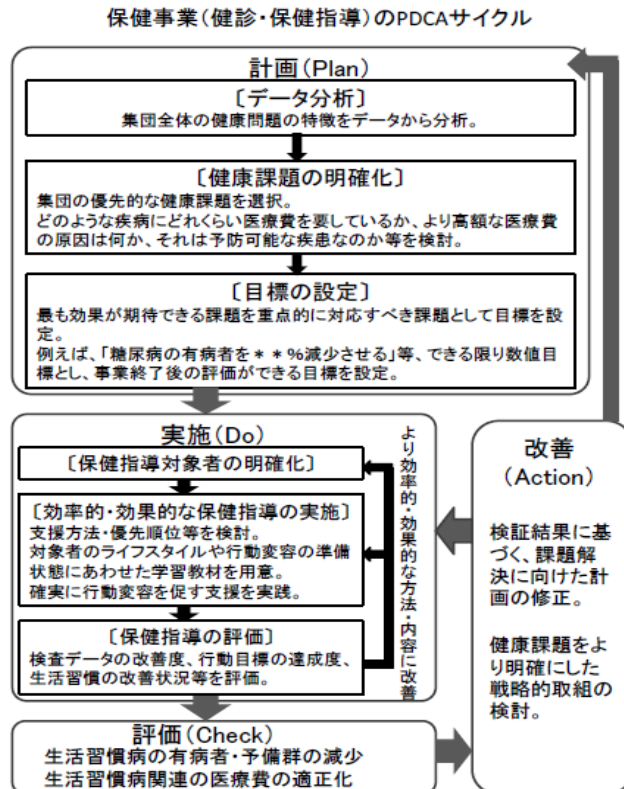 保健事業(健診・保健指導)のPDCAサイクル
計画(Plan)
〔データ分析〕
集団全体の健康問題の特徴をデータから分析。
〔健康課題の明確化〕
集団の優先的な健康課題を選択。
どのような疾病にどれくらい医療費を要しているか、より高額な医療費
の原因は何か、それは予防可能な疾患なのか等を検討。
〔目標の設定〕
最も効果が期待できる課題を重点的に対応すべき課題として目標を設
定。
例えば、「糖尿病の有病者を**%減少させる」等、できる限り数値目
標とし、事業終了後の評価ができる目標を設定。
実施(Do)
〔保健指導対象者の明確化〕
〔効率的・効果的な保健指導の実施〕
支援方法・優先順位等を検討。
対象者のライフスタイルや行動変容の準備
状態にあわせた学習教材を用意。
確実に行動変容を促す支援を実践。
〔保健指導の評価〕
検査データの改善度、行動目標の達成度、
生活習慣の改善状況等を評価。
より効率的・効果的な方法・内容に改善
改善
(Action)
検証結果に基
づく、課題解
決に向けた計
画の修正。
健康課題をよ
り明確にした
戦略的取組の
検討。
評価(Check)
生活習慣病の有病者・予備群の減少
生活習慣病関連の医療費の適正化